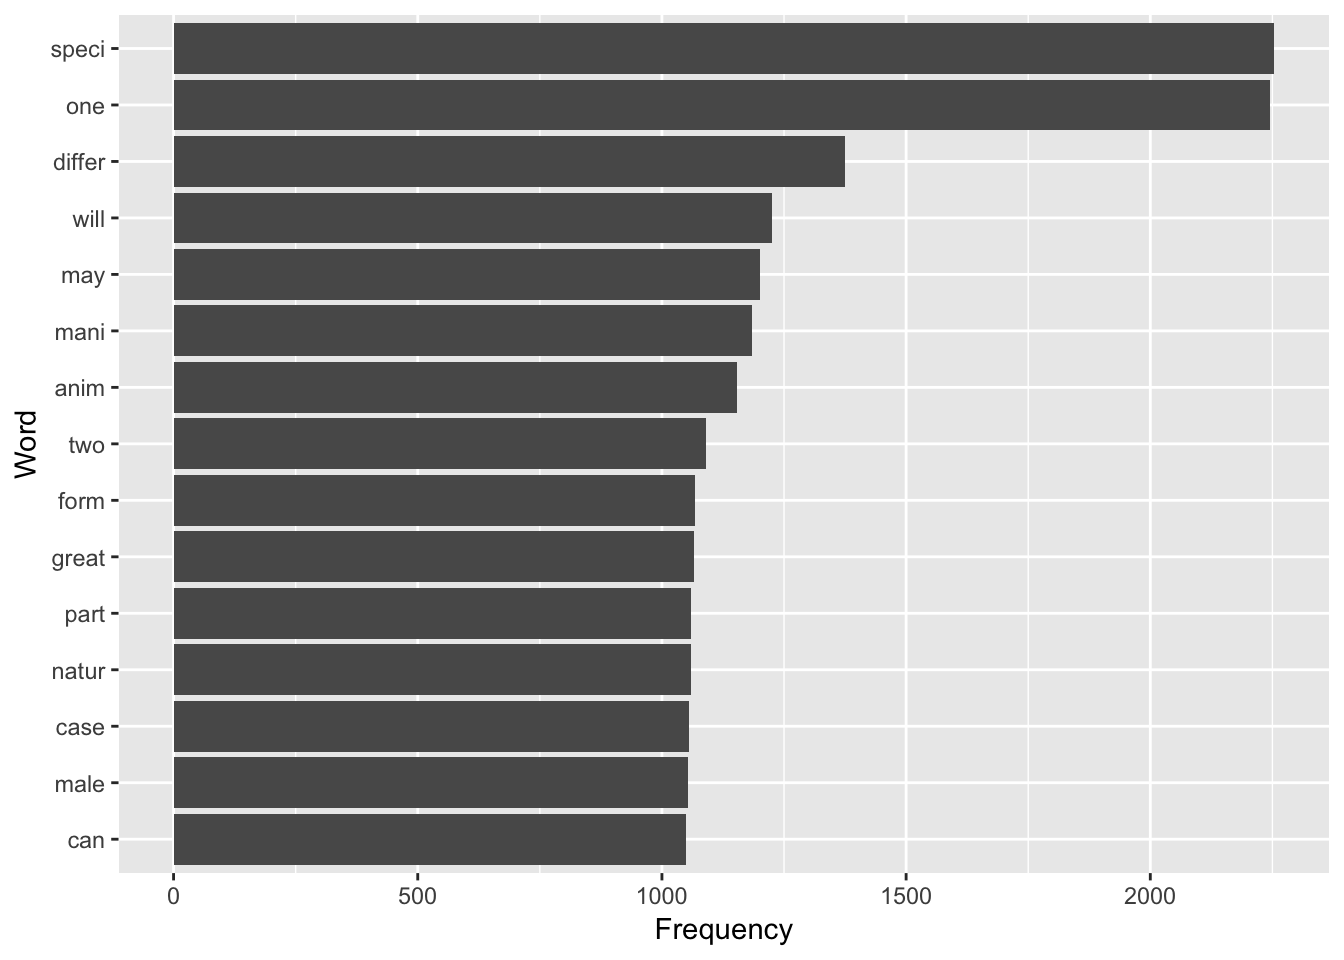 speci
one
differ
will
may
mani
anim
two
form
great
part
natur
case
male
can
Word
0 500 1000 1500 2000
Frequency